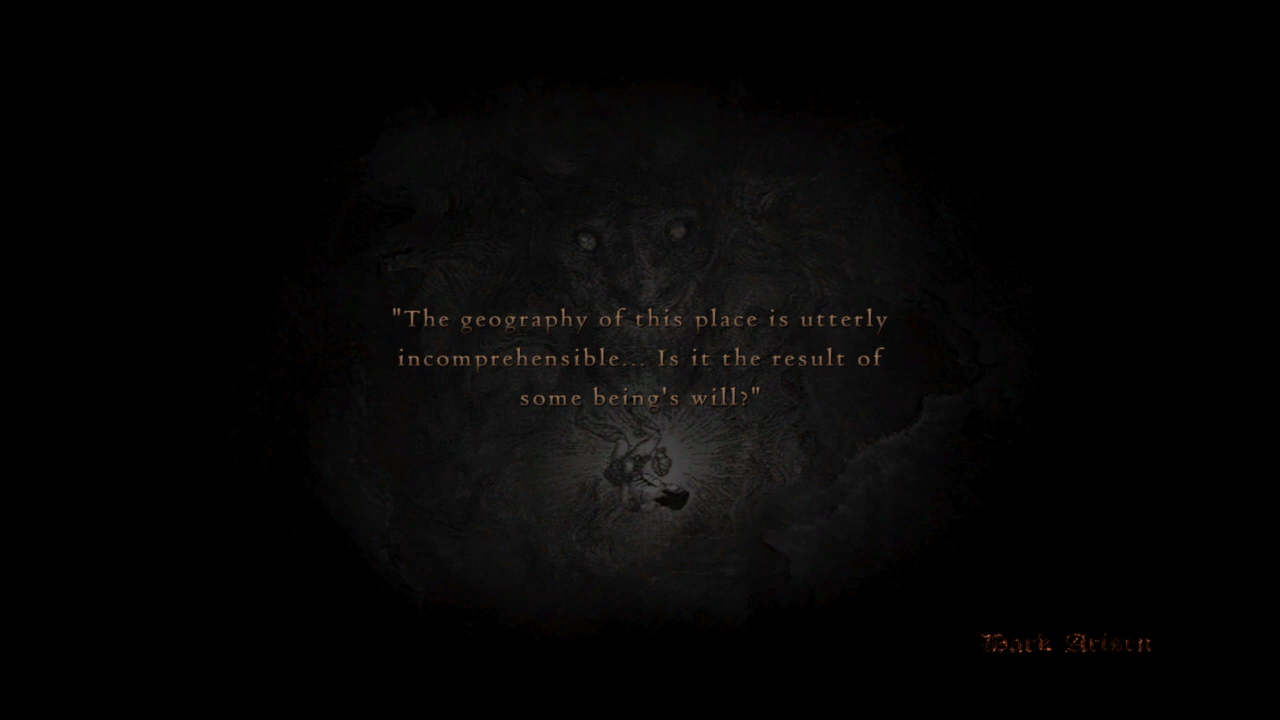 "The geography of this place is utterly
incomprehensible... Is it the result of
some being's will?"
Dark Arisen